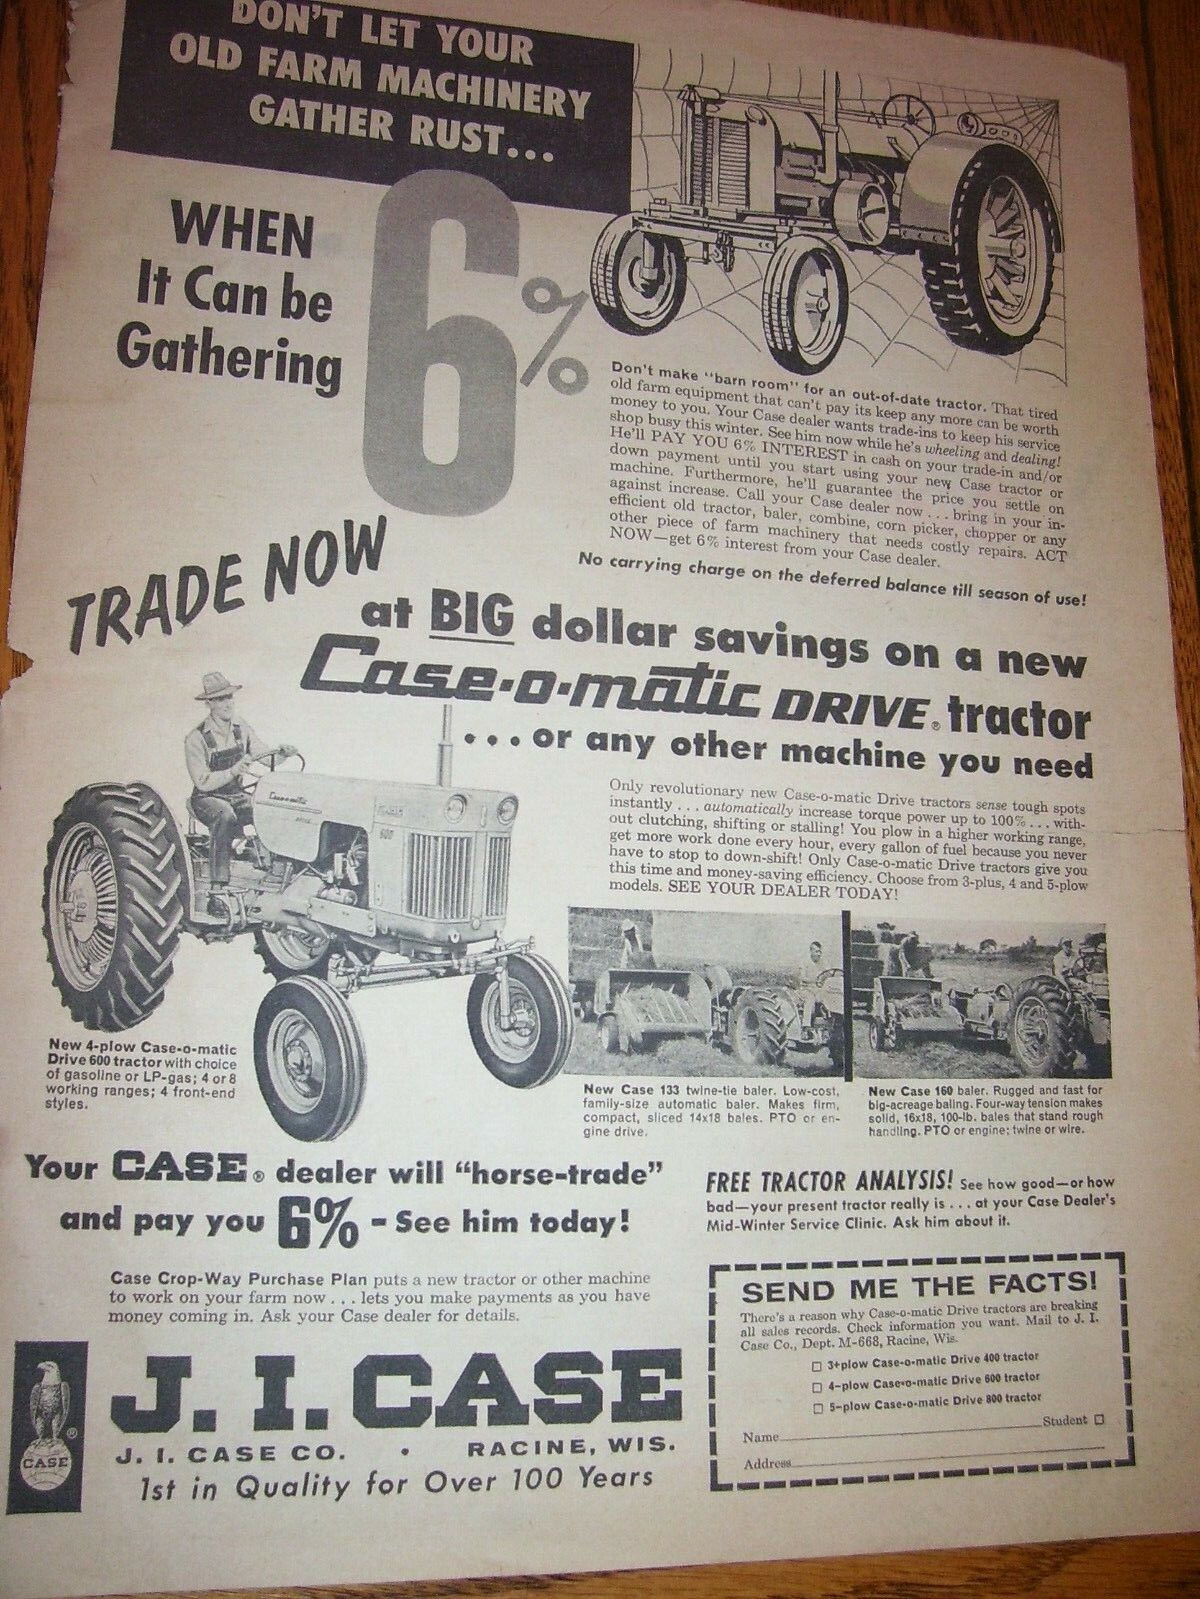 DON'T LET YOUR
OLD FARM MACHINERY
GATHER RUST...
WHEN
It Can be
Gathering
6%
Don't make "barn room" for an out-of-date tractor. That tired
old farm equipment that can't pay its keep any more can be worth
money to you. Your Case dealer wants trade-ins to keep his service
shop busy this winter. See him now while he's wheeling and dealing!
He'll PAY YOU 6% INTEREST in cash on your trade-in and/or
down payment until you start using your new Case tractor or
machine. Furthermore, he'll guarantee the price you settle on
against increase. Call your Case dealer now ... bring in your in-
efficient old tractor, baler, combine, corn picker, chopper or any
other piece of farm machinery that needs costly repairs. ACT
NOW—get 6% interest from your Case dealer.
No carrying charge on the deferred balance till season of use!
TRADE NOW
at BIG dollar savings on a new
Case-o-matic DRIVE® tractor
...or any other machine you need
Only revolutionary new Case-o-matic Drive tractors sense tough spots
instantly ... automatically increase torque power up to 100% ... with-
out clutching, shifting or stalling! You plow in a higher working range,
get more work done every hour, every gallon of fuel because you never
have to stop to down-shift! Only Case-o-matic Drive tractors give you
this time and money-saving efficiency. Choose from 3-plus, 4 and 5-plow
models. SEE YOUR DEALER TODAY!
Case-o-matic
DRIVE
600
New 4-plow Case-o-matic
Drive 600 tractor with choice
of gasoline or LP-gas; 4 or 8
working ranges; 4 front-end
styles.
New Case 133 twine-tie baler. Low-cost,
family-size automatic baler. Makes firm,
compact, sliced 14x18 bales. PTO or en-
gine drive.
New Case 160 baler. Rugged and fast for
big-acreage baling. Four-way tension makes
solid, 16x18, 100-lb. bales that stand rough
handling. PTO or engine; twine or wire.
Your CASE® dealer will "horse-trade"
and pay you 6% - See him today!
FREE TRACTOR ANALYSIS! See how good—or how
bad—your present tractor really is ... at your Case Dealer's
Mid-Winter Service Clinic. Ask him about it.
Case Crop-Way Purchase Plan puts a new tractor or other machine
to work on your farm now ... lets you make payments as you have
money coming in. Ask your Case dealer for details.
CASE ®
J. I. CASE
J. I. CASE CO. • RACINE, WIS.
1st in Quality for Over 100 Years
SEND ME THE FACTS!
There's a reason why Case-o-matic Drive tractors are breaking
all sales records. Check information you want. Mail to J. I.
Case Co., Dept. M-668, Racine, Wis.
☐ 3+plow Case-o-matic Drive 400 tractor
☐ 4-plow Case-o-matic Drive 600 tractor
☐ 5-plow Case-o-matic Drive 800 tractor
Student ☐
Name
Address